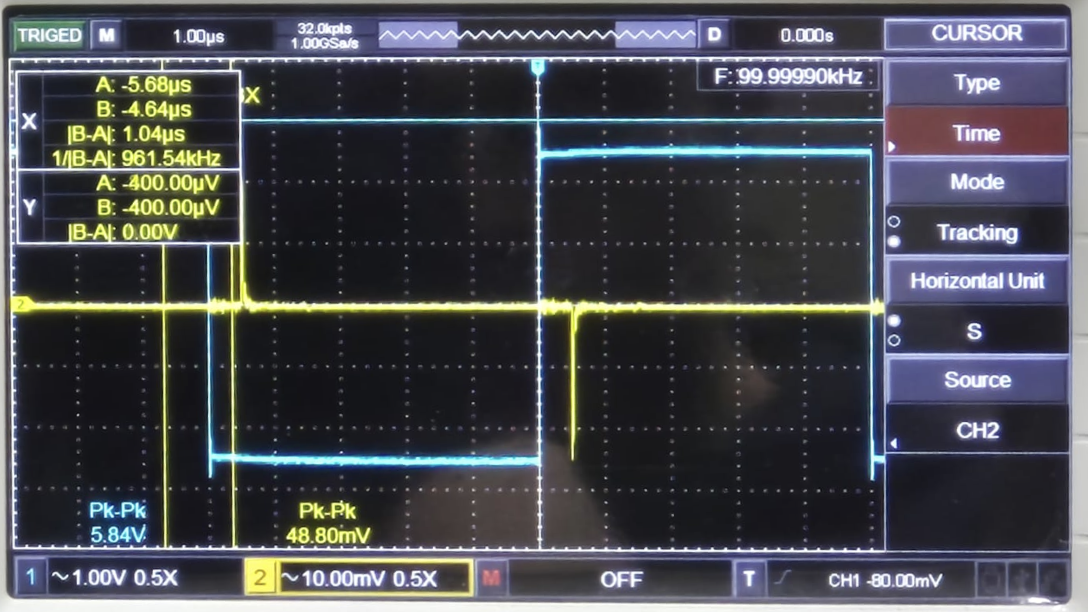 TRIGED M 1.00µs 32.0kpts D 0.000s CURSOR
1.00GSa/s
F: 99.99990kHz
X
A: -5.68µs
B: -4.64µs
|B-A|: 1.04µs
1/|B-A|: 961.54kHz
Y
A: -400.00µV
B: -400.00µV
|B-A|: 0.00V
X
T
2
Type
Time
Mode
Tracking
Horizontal Unit
S
Source
CH2
Pk-Pk Pk-Pk
5.84V 48.80mV
1 ~1.00V 0.5X 2 ~10.00mV 0.5X M OFF T CH1 -80.00mV